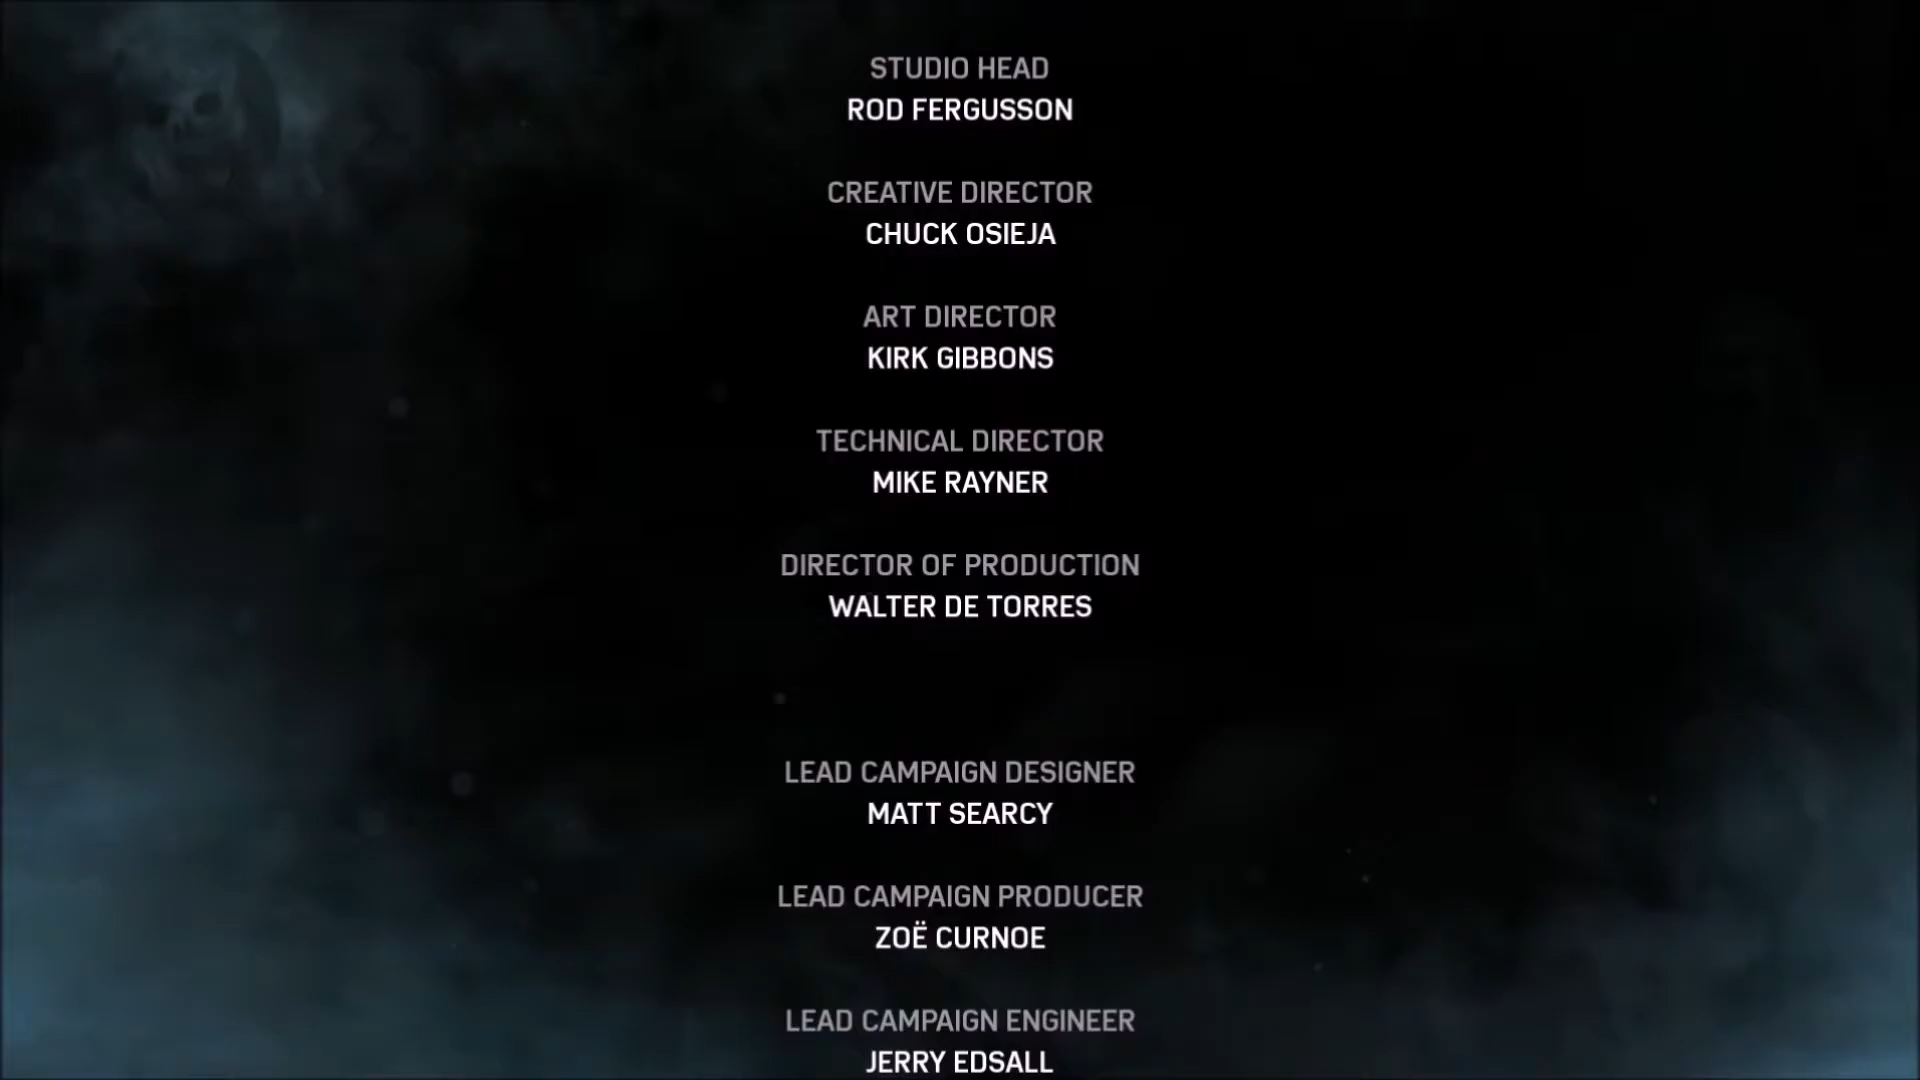 STUDIO HEAD
ROD FERGUSSON
CREATIVE DIRECTOR
CHUCK OSIEJA
ART DIRECTOR
KIRK GIBBONS
TECHNICAL DIRECTOR
MIKE RAYNER
DIRECTOR OF PRODUCTION
WALTER DE TORRES
LEAD CAMPAIGN DESIGNER
MATT SEARCY
LEAD CAMPAIGN PRODUCER
ZOË CURNOE
LEAD CAMPAIGN ENGINEER
JERRY EDSALL